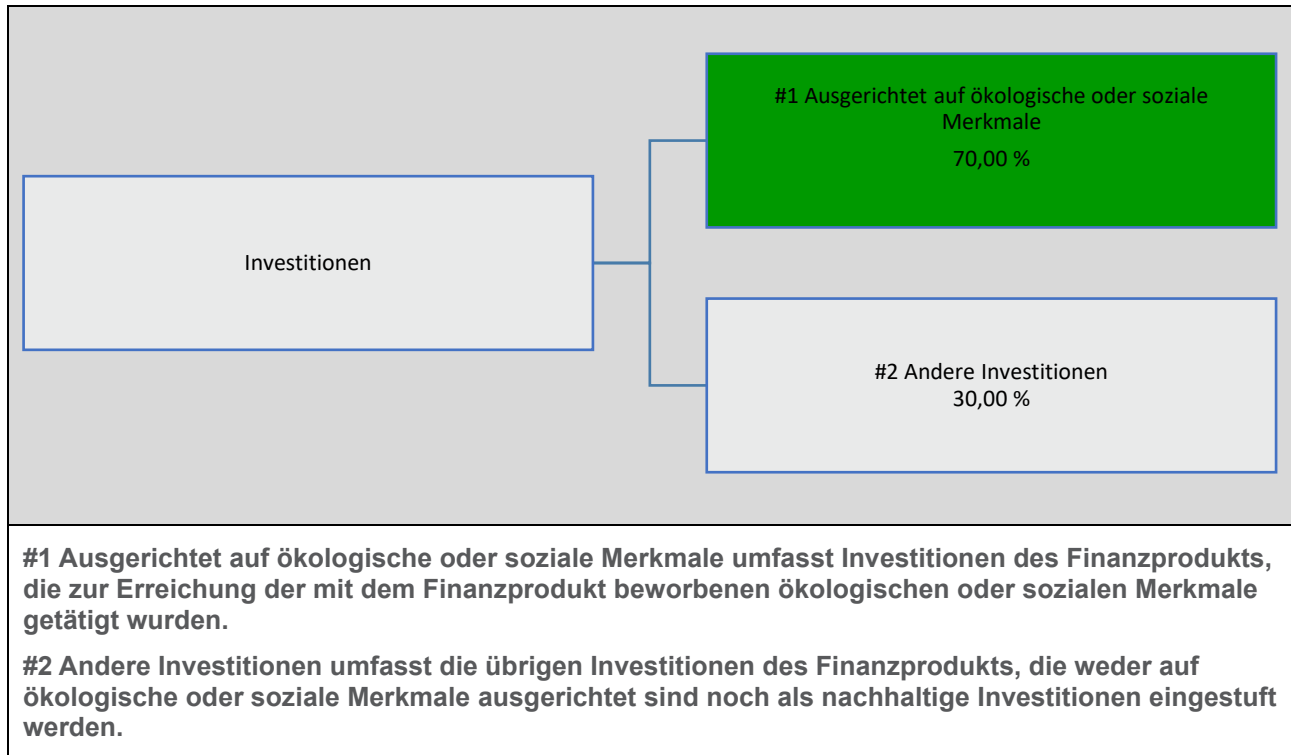 #1 Ausgerichtet auf ökologische oder soziale
Merkmale
70,00 %
Investitionen
#2 Andere Investitionen
30,00 %
#1 Ausgerichtet auf ökologische oder soziale Merkmale umfasst Investitionen des Finanzprodukts,
die zur Erreichung der mit dem Finanzprodukt beworbenen ökologischen oder sozialen Merkmale
getätigt wurden.
#2 Andere Investitionen umfasst die übrigen Investitionen des Finanzprodukts, die weder auf
ökologische oder soziale Merkmale ausgerichtet sind noch als nachhaltige Investitionen eingestuft
werden.